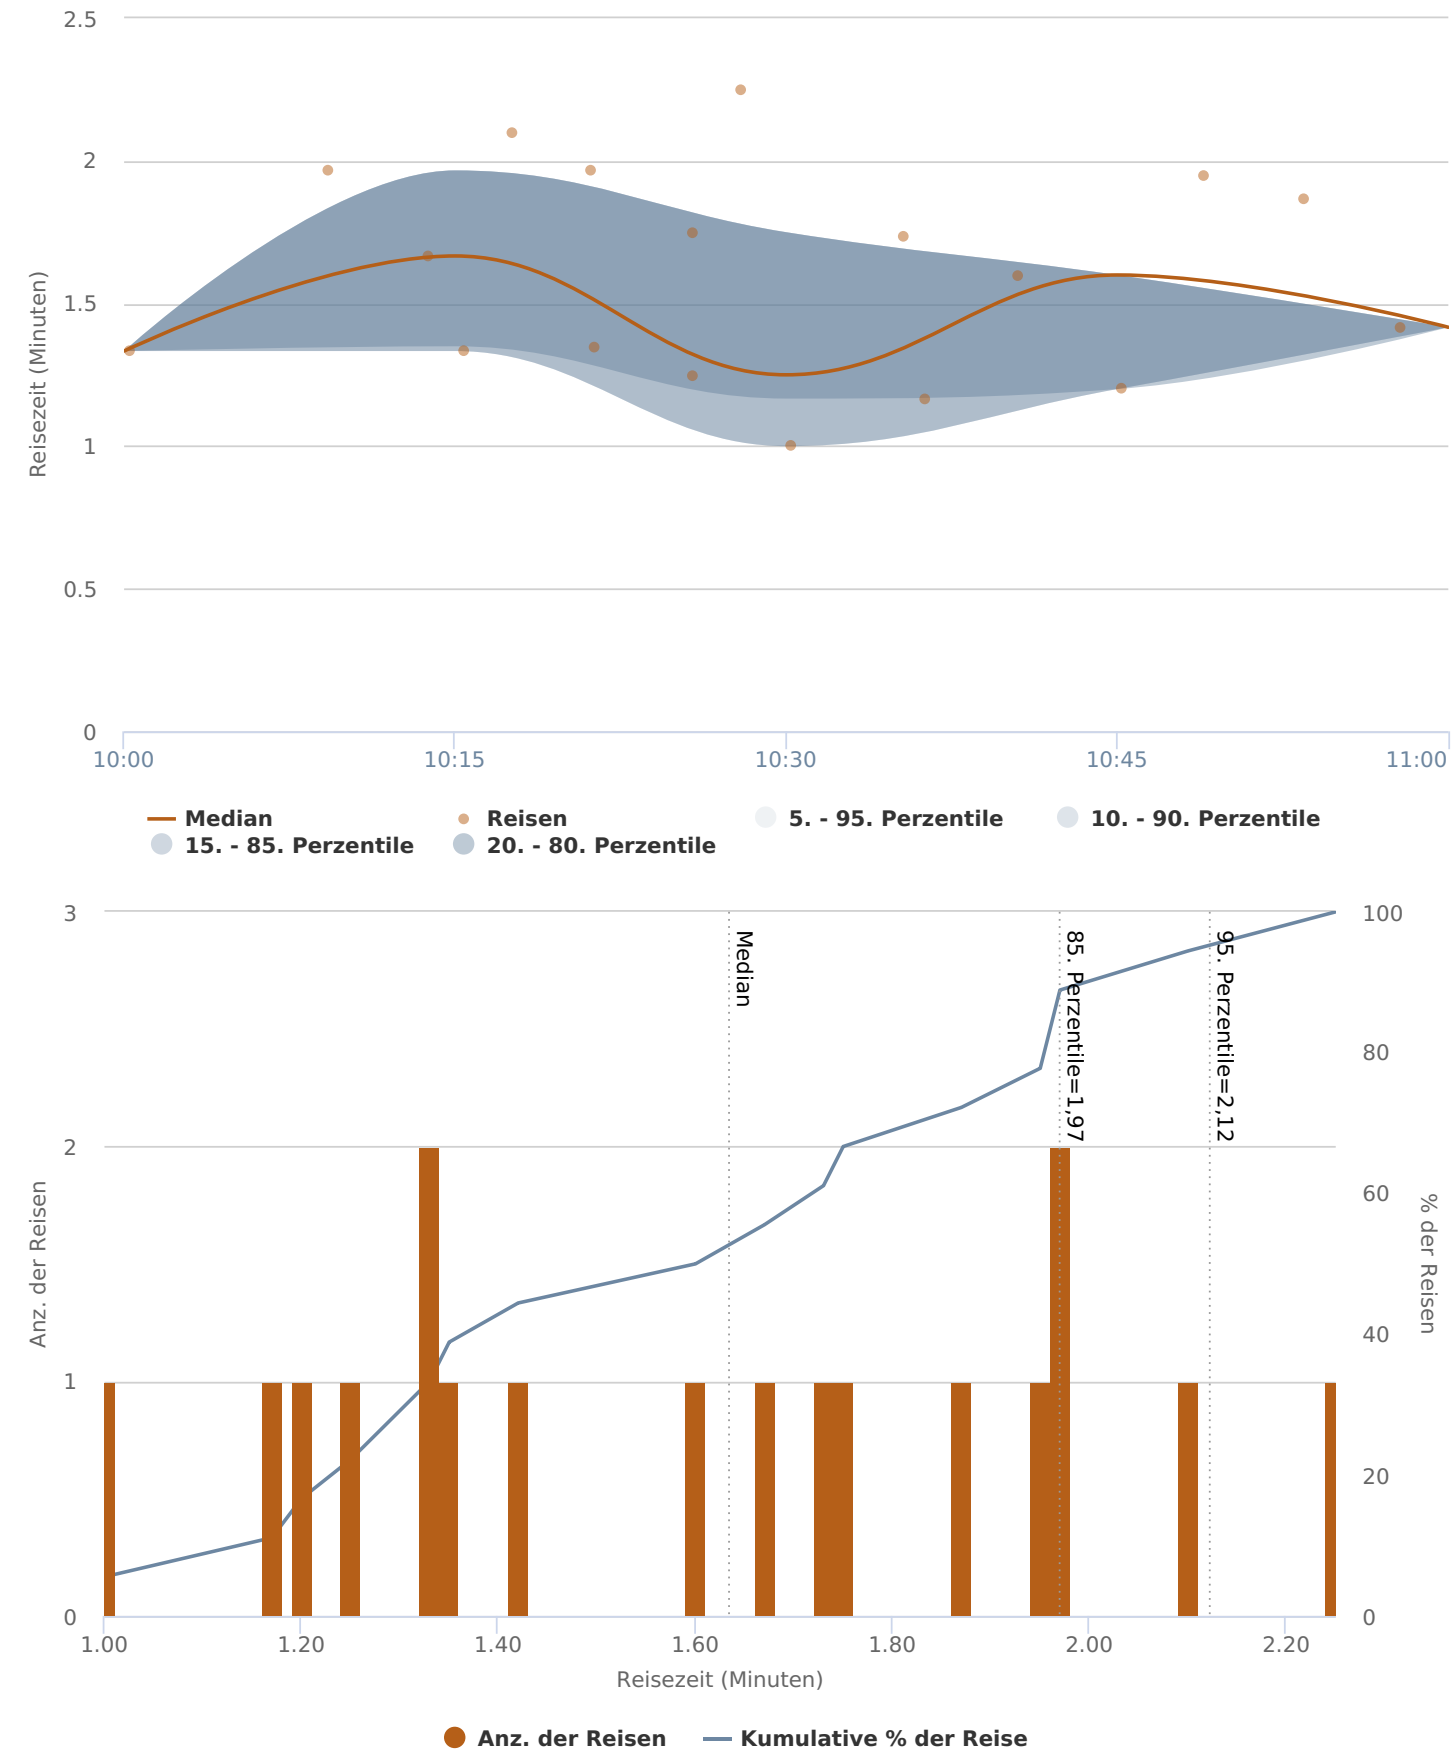 2.5
2
1.5
1
0.5
0
Reisezeit (Minuten)
10:00 10:15 10:30 10:45 11:00
Median Reisen 5. - 95. Perzentile 10. - 90. Perzentile
15. - 85. Perzentile 20. - 80. Perzentile
3
2
1
0
Anz. der Reisen
Median
85. Perzentile=1,97
95. Perzentile=2,12
100
80
60
40
20
0
% der Reisen
1.00 1.20 1.40 1.60 1.80 2.00 2.20
Reisezeit (Minuten)
Anz. der Reisen Kumulative % der Reise